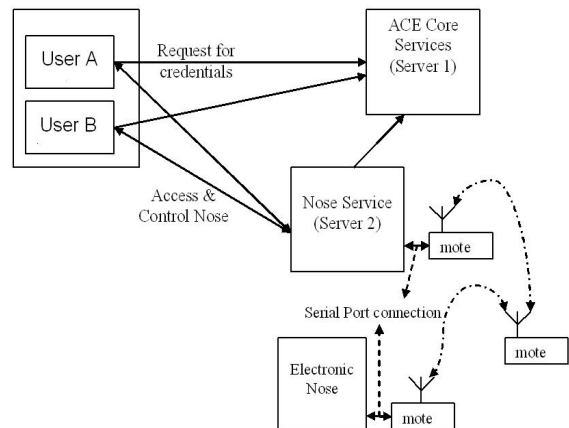 User A
User B
Request for
credentials
ACE Core
Services
(Server 1)
Access &
Control Nose
Nose Service
(Server 2)
mote
Serial Port connection
mote
Electronic
Nose
mote